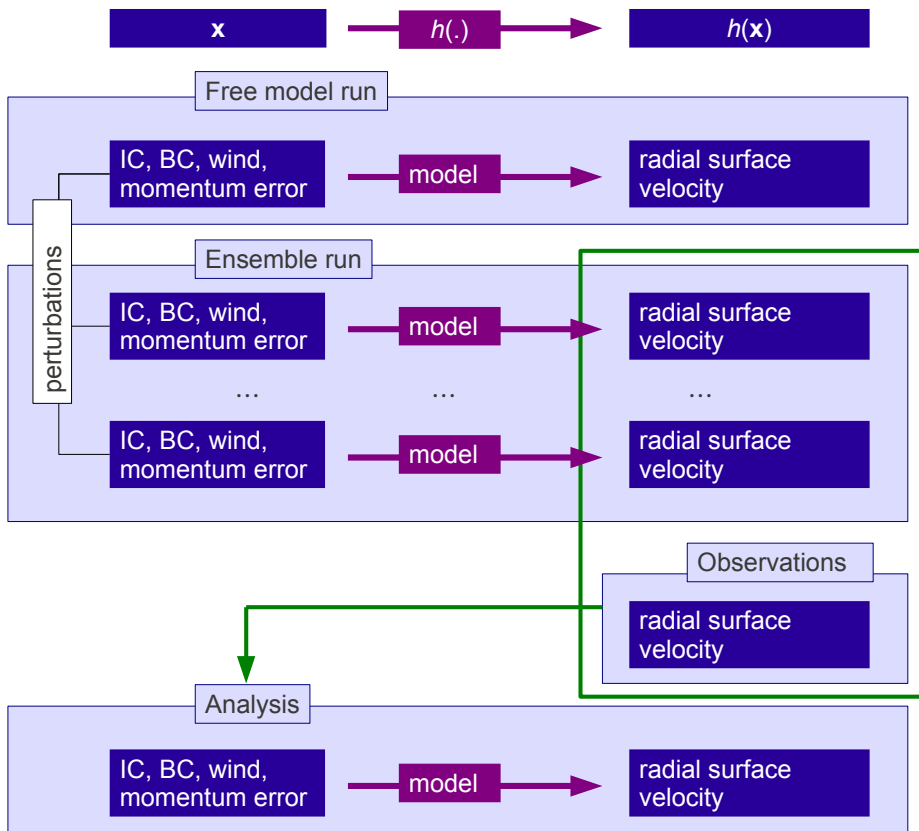 x h(.) h(x)
Free model run
IC, BC, wind,
momentum error
model
radial surface
velocity
perturbations
Ensemble run
IC, BC, wind,
momentum error
model
radial surface
velocity
... ... ...
IC, BC, wind,
momentum error
model
radial surface
velocity
Observations
radial surface
velocity
Analysis
IC, BC, wind,
momentum error
model
radial surface
velocity